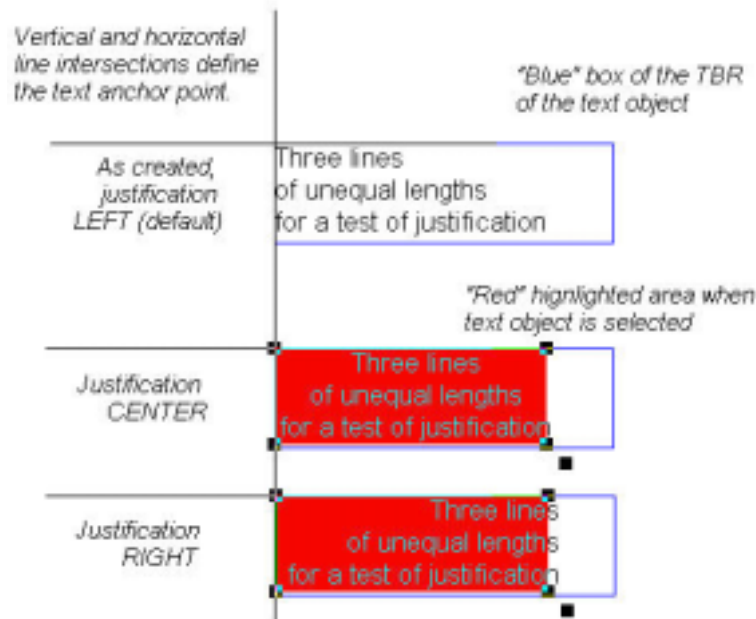 Vertical and horizontal
line intersections define
the text anchor point.
"Blue" box of the TBR
of the text object
As created,
justification
LEFT (default)
Three lines
of unequal lengths
for a test of justification
"Red" hignlighted area when
text object is selected
Justification
CENTER
Three lines
of unequal lengths
for a test of justification
Justification
RIGHT
Three lines
of unequal lengths
for a test of justification